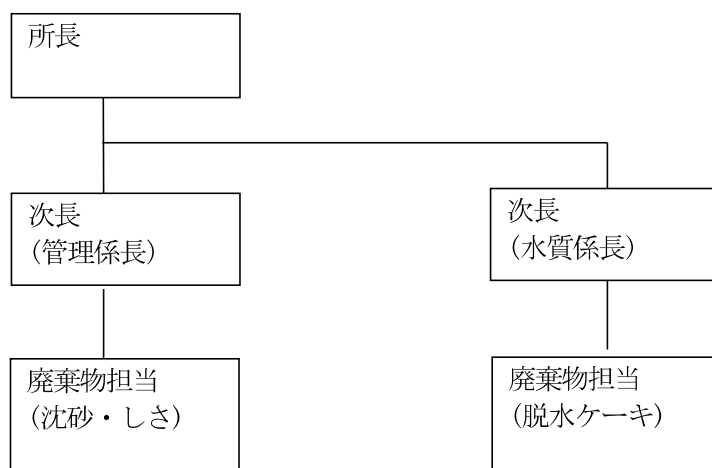 所長
次長
(管理係長)
次長
(水質係長)
廃棄物担当
(沈砂・しさ)
廃棄物担当
(脱水ケーキ)